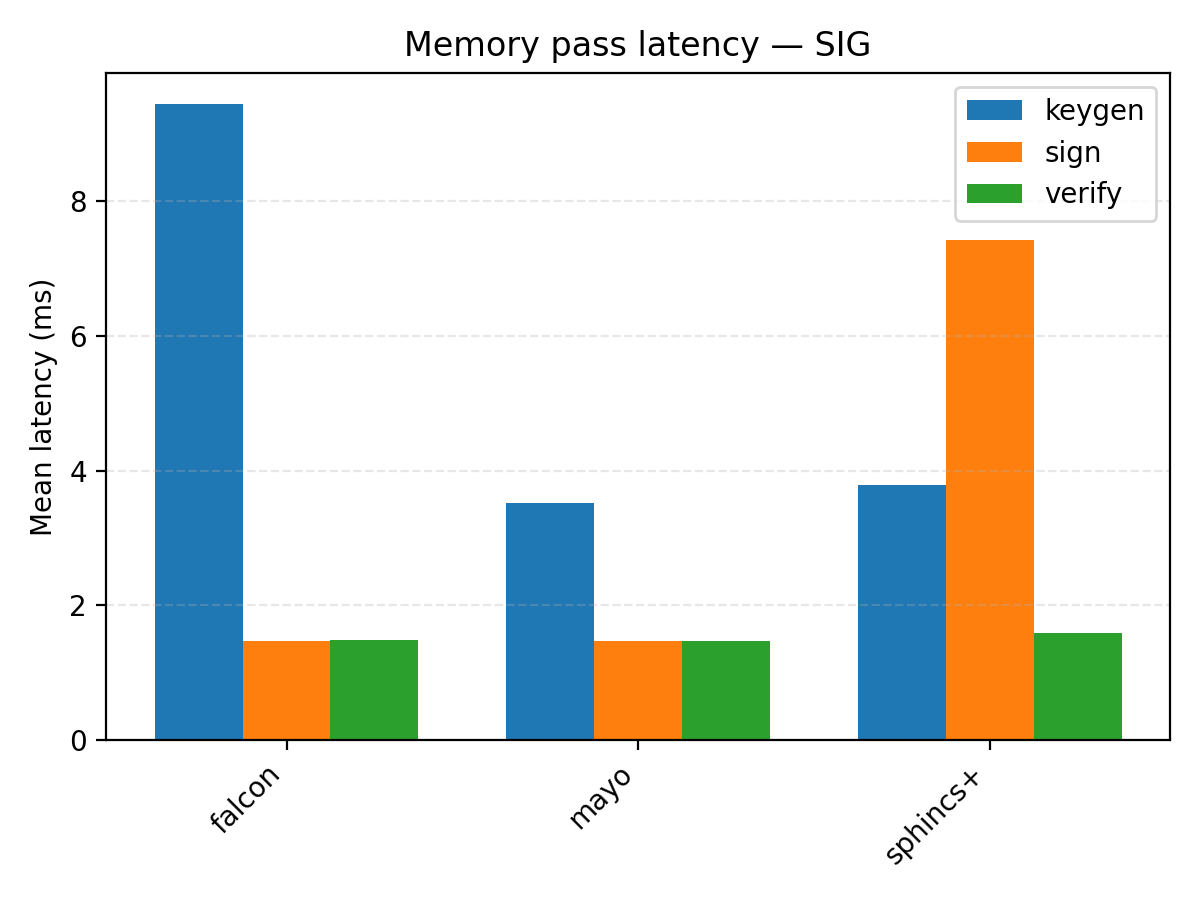 Memory pass latency — SIG
keygen
sign
verify
Mean latency (ms)
8
6
4
2
0
falcon
mayo
sphincs+